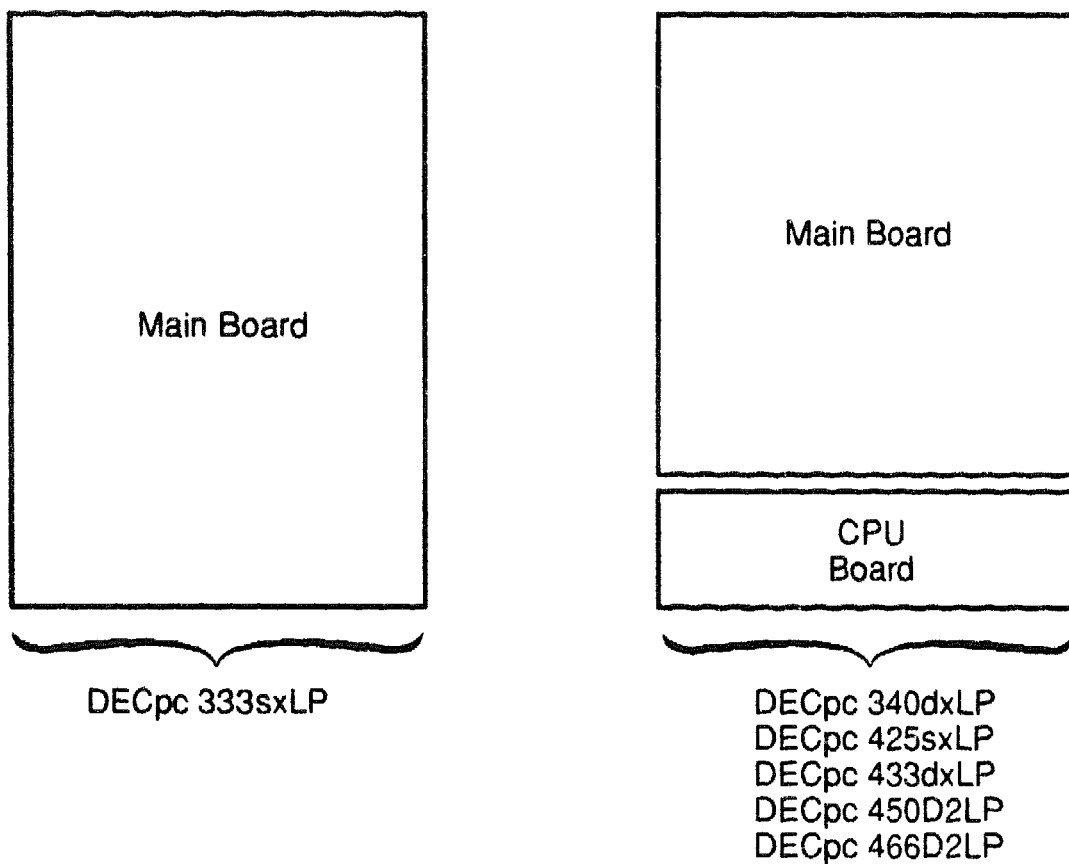 Main Board
DECpc 333sxLP
Main Board
CPU
Board
DECpc 340dxLP
DECpc 425sxLP
DECpc 433dxLP
DECpc 450D2LP
DECpc 466D2LP